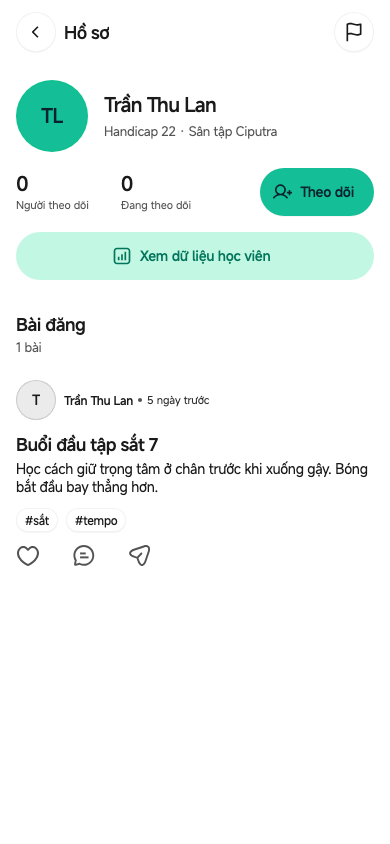 Hồ sơ
TL
Trần Thu Lan
Handicap 22 · Sân tập Ciputra
0
Người theo dõi
0
Đang theo dõi
Theo dõi
Xem dữ liệu học viên
Bài đăng
1 bài
T
Trần Thu Lan • 5 ngày trước
Buổi đầu tập sắt 7
Học cách giữ trọng tâm ở chân trước khi xuống gậy. Bóng
bắt đầu bay thẳng hơn.
#sắt #tempo